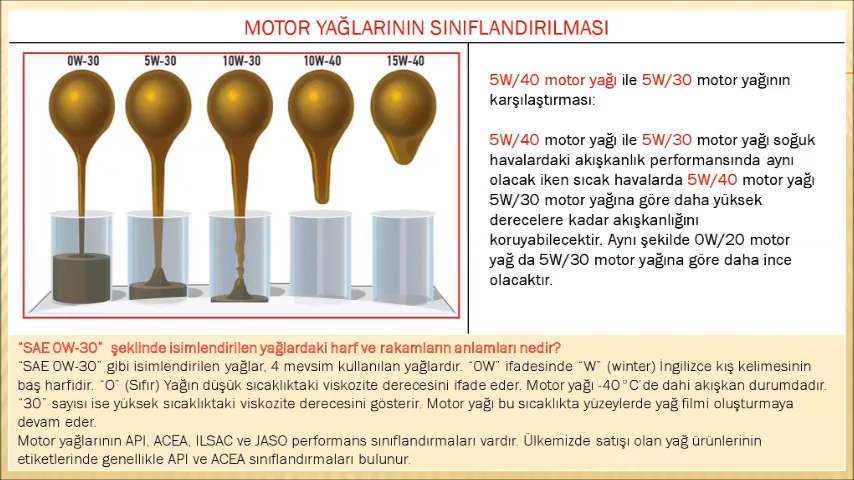 MOTOR YAĞLARININ SINIFLANDIRILMASI
0W-30 5W-30 10W-30 10W-40 15W-40
5W/40 motor yağı ile 5W/30 motor yağının
karşılaştırması:
5W/40 motor yağı ile 5W/30 motor yağı soğuk
havalardaki akışkanlık performansında aynı
olacak iken sıcak havalarda 5W/40 motor yağı
5W/30 motor yağına göre daha yüksek
derecelere kadar akışkanlığını
koruyabilecektir. Aynı şekilde 0W/20 motor
yağ da 5W/30 motor yağına göre daha ince
olacaktır.
“SAE 0W-30” şeklinde isimlendirilen yağlardaki harf ve rakamların anlamları nedir?
“SAE 0W-30” gibi isimlendirilen yağlar, 4 mevsim kullanılan yağlardır. “0W” ifadesinde “W” (winter) İngilizce kış kelimesinin
baş harfidir. “0” (Sıfır) Yağın düşük sıcaklıktaki viskozite derecesini ifade eder. Motor yağı -40°C’de dahi akışkan durumdadır.
“30” sayısı ise yüksek sıcaklıktaki viskozite derecesini gösterir. Motor yağı bu sıcaklıkta yüzeylerde yağ filmi oluşturmaya
devam eder.
Motor yağlarının API, ACEA, ILSAC ve JASO performans sınıflandırmaları vardır. Ülkemizde satışı olan yağ ürünlerinin
etiketlerinde genellikle API ve ACEA sınıflandırmaları bulunur.